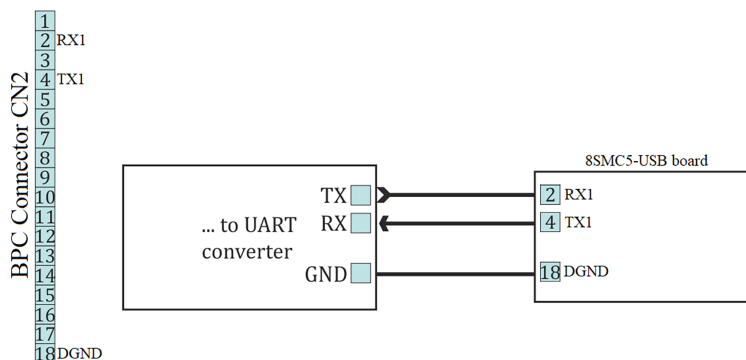 BPC Connector CN2
1
2 RX1
3
4 TX1
5
6
7
8
9
10
11
12
13
14
15
16
17
18 DGND
... to UART
converter
TX
RX
GND
8SMC5-USB board
2 RX1
4 TX1
18 DGND